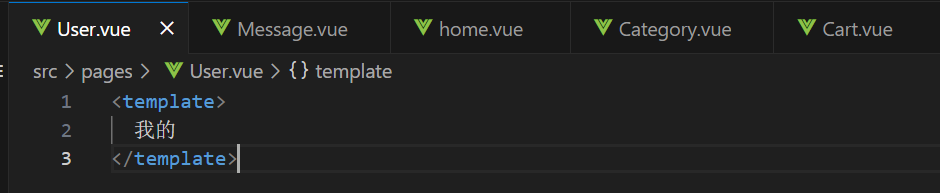 User.vue × Message.vue home.vue Category.vue Cart.vue
src > pages > User.vue > {} template
1 <template>
2 我的
3 </template>